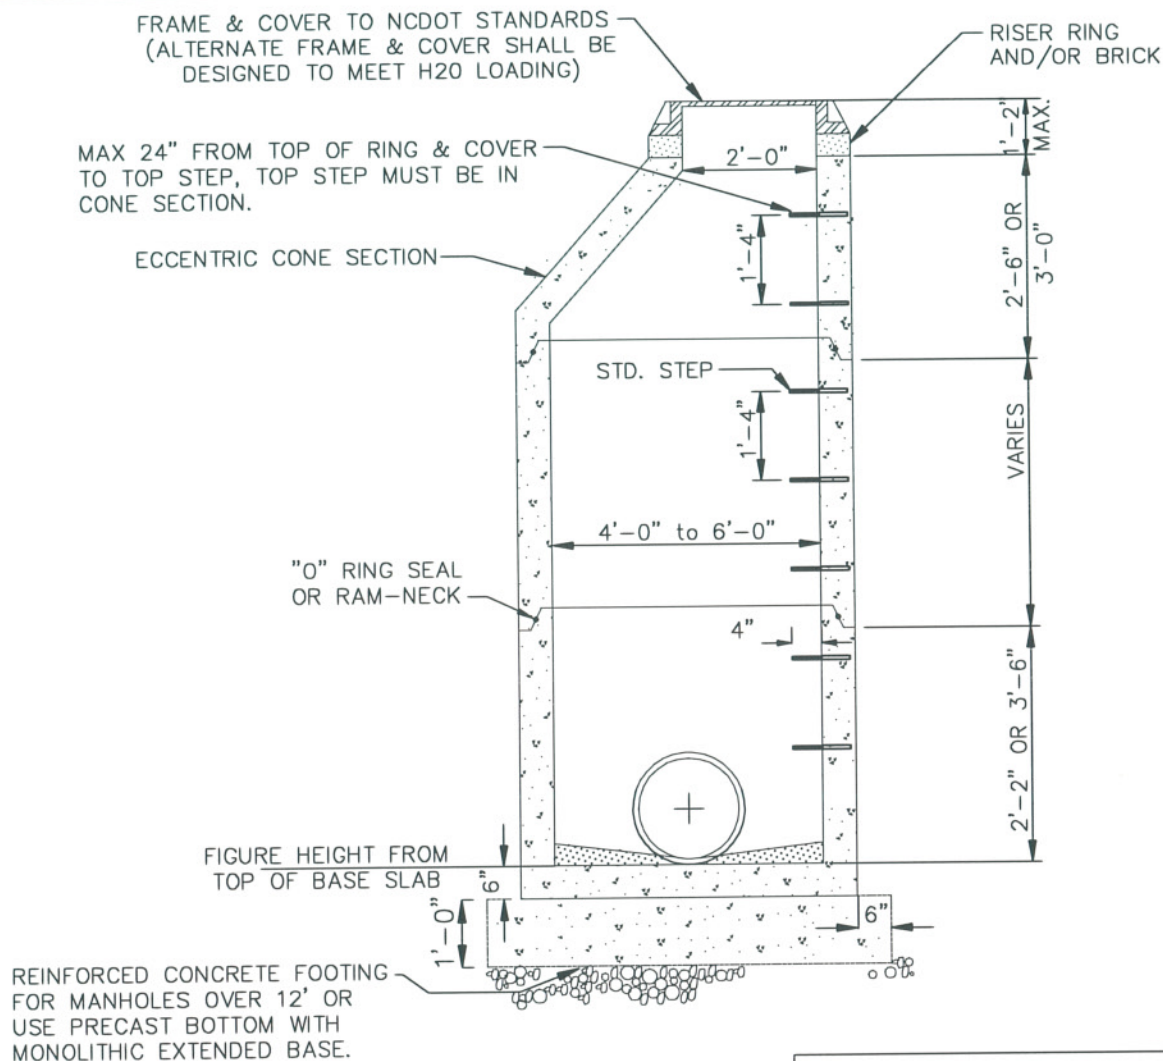 FRAME & COVER TO NCDOT STANDARDS
(ALTERNATE FRAME & COVER SHALL BE
DESIGNED TO MEET H20 LOADING)
RISER RING
AND/OR BRICK
1'-2"
MAX.
MAX 24" FROM TOP OF RING & COVER
TO TOP STEP, TOP STEP MUST BE IN
CONE SECTION.
2'-0"
ECCENTRIC CONE SECTION
1'-4"
2'-6" OR
3'-0"
STD. STEP
1'-4"
VARIES
4'-0" to 6'-0"
"O" RING SEAL
OR RAM-NECK
4"
2'-2" OR 3'-6"
FIGURE HEIGHT FROM
TOP OF BASE SLAB
6"
1'-0"
6"
REINFORCED CONCRETE FOOTING
FOR MANHOLES OVER 12' OR
USE PRECAST BOTTOM WITH
MONOLITHIC EXTENDED BASE.